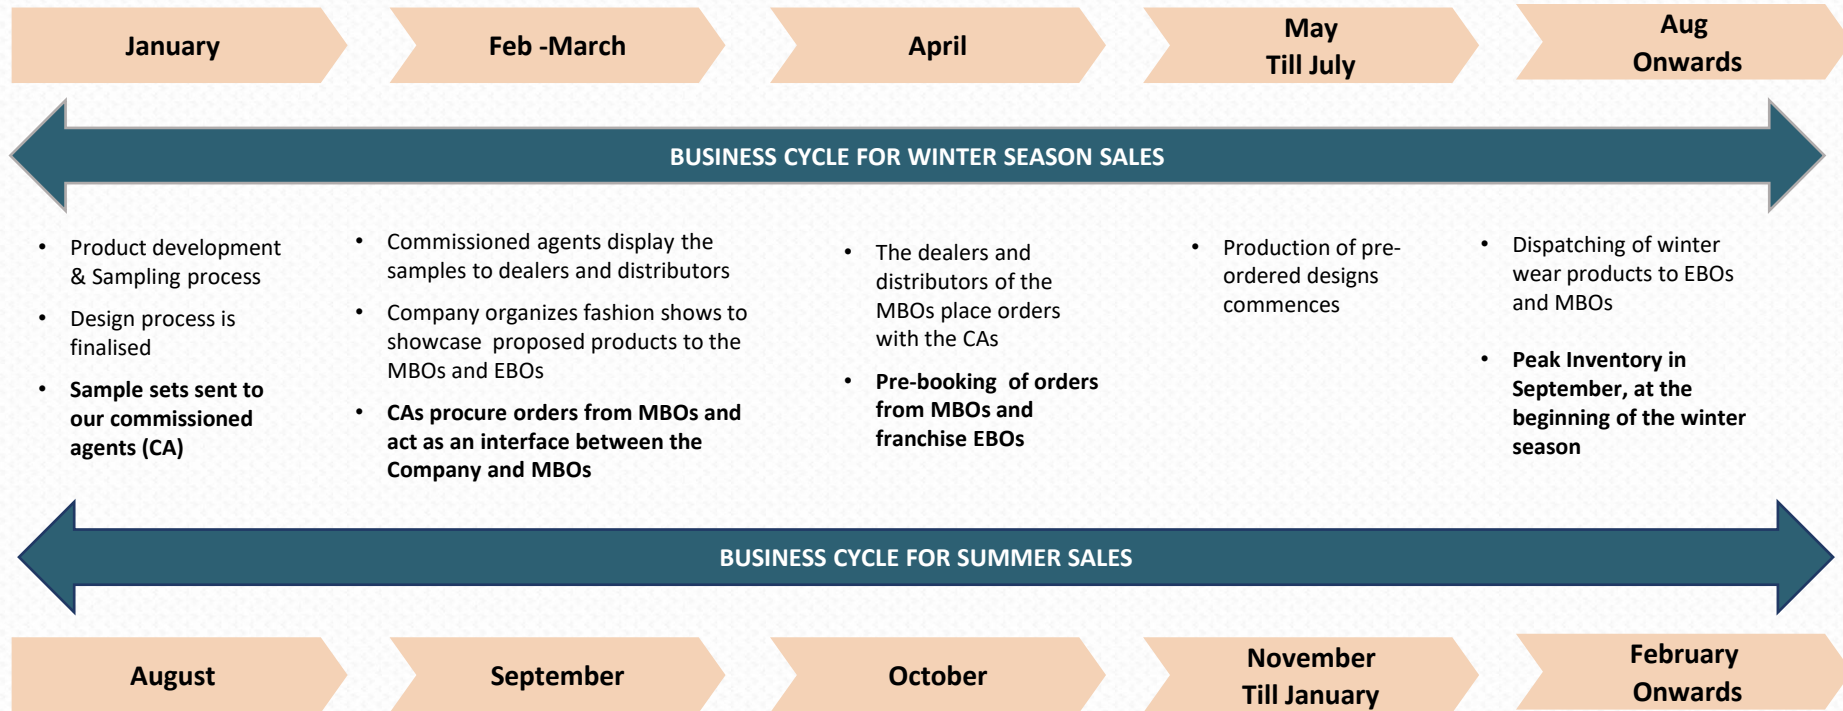 January
Feb -March
April
May
Till July
Aug
Onwards
BUSINESS CYCLE FOR WINTER SEASON SALES
• Product development
& Sampling process
• Design process is
finalised
• Sample sets sent to
our commissioned
agents (CA)
• Commissioned agents display the
samples to dealers and distributors
• Company organizes fashion shows to
showcase proposed products to the
MBOs and EBOs
• CAs procure orders from MBOs and
act as an interface between the
Company and MBOs
• The dealers and
distributors of the
MBOs place orders
with the CAs
• Pre-booking of orders
from MBOs and
franchise EBOs
• Production of pre-
ordered designs
commences
• Dispatching of winter
wear products to EBOs
and MBOs
• Peak Inventory in
September, at the
beginning of the winter
season
BUSINESS CYCLE FOR SUMMER SALES
August
September
October
November
Till January
February
Onwards